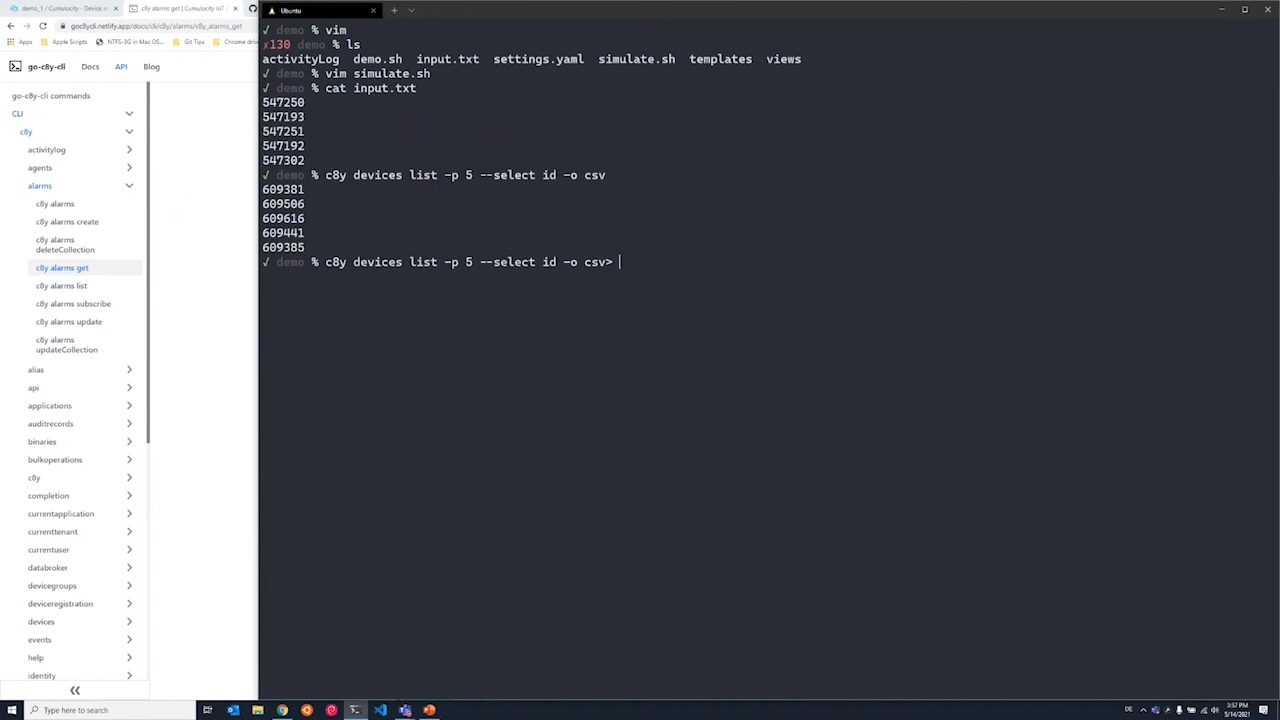 demo_1 / Cumulocity - Device m
c8y alarms get | Cumulocity IoT
goc8ycli.netlify.app/docs/cli/c8y/alarms/c8y_alarms_get
Apps
Apple Scripts
NTFS-3G in Mac OS...
Git Tips
Chrome drive
go-c8y-cli
Docs
API
Blog
go-c8y-cli commands
CLI
c8y
activitylog
agents
alarms
c8y alarms
c8y alarms create
c8y alarms
deleteCollection
c8y alarms get
c8y alarms list
c8y alarms subscribe
c8y alarms update
c8y alarms
updateCollection
alias
api
applications
auditrecords
binaries
bulkoperations
c8y
completion
currentapplication
currenttenant
currentuser
databroker
devicegroups
deviceregistration
devices
events
help
identity
Ubuntu
✓ demo % vim
x130 demo % ls
activityLog demo.sh input.txt settings.yaml simulate.sh templates views
✓ demo % vim simulate.sh
✓ demo % cat input.txt
547250
547193
547251
547192
547302
✓ demo % c8y devices list -p 5 --select id -o csv
609381
609506
609616
609441
609385
✓ demo % c8y devices list -p 5 --select id -o csv>
Type here to search
DE
3:57 PM
5/14/2021